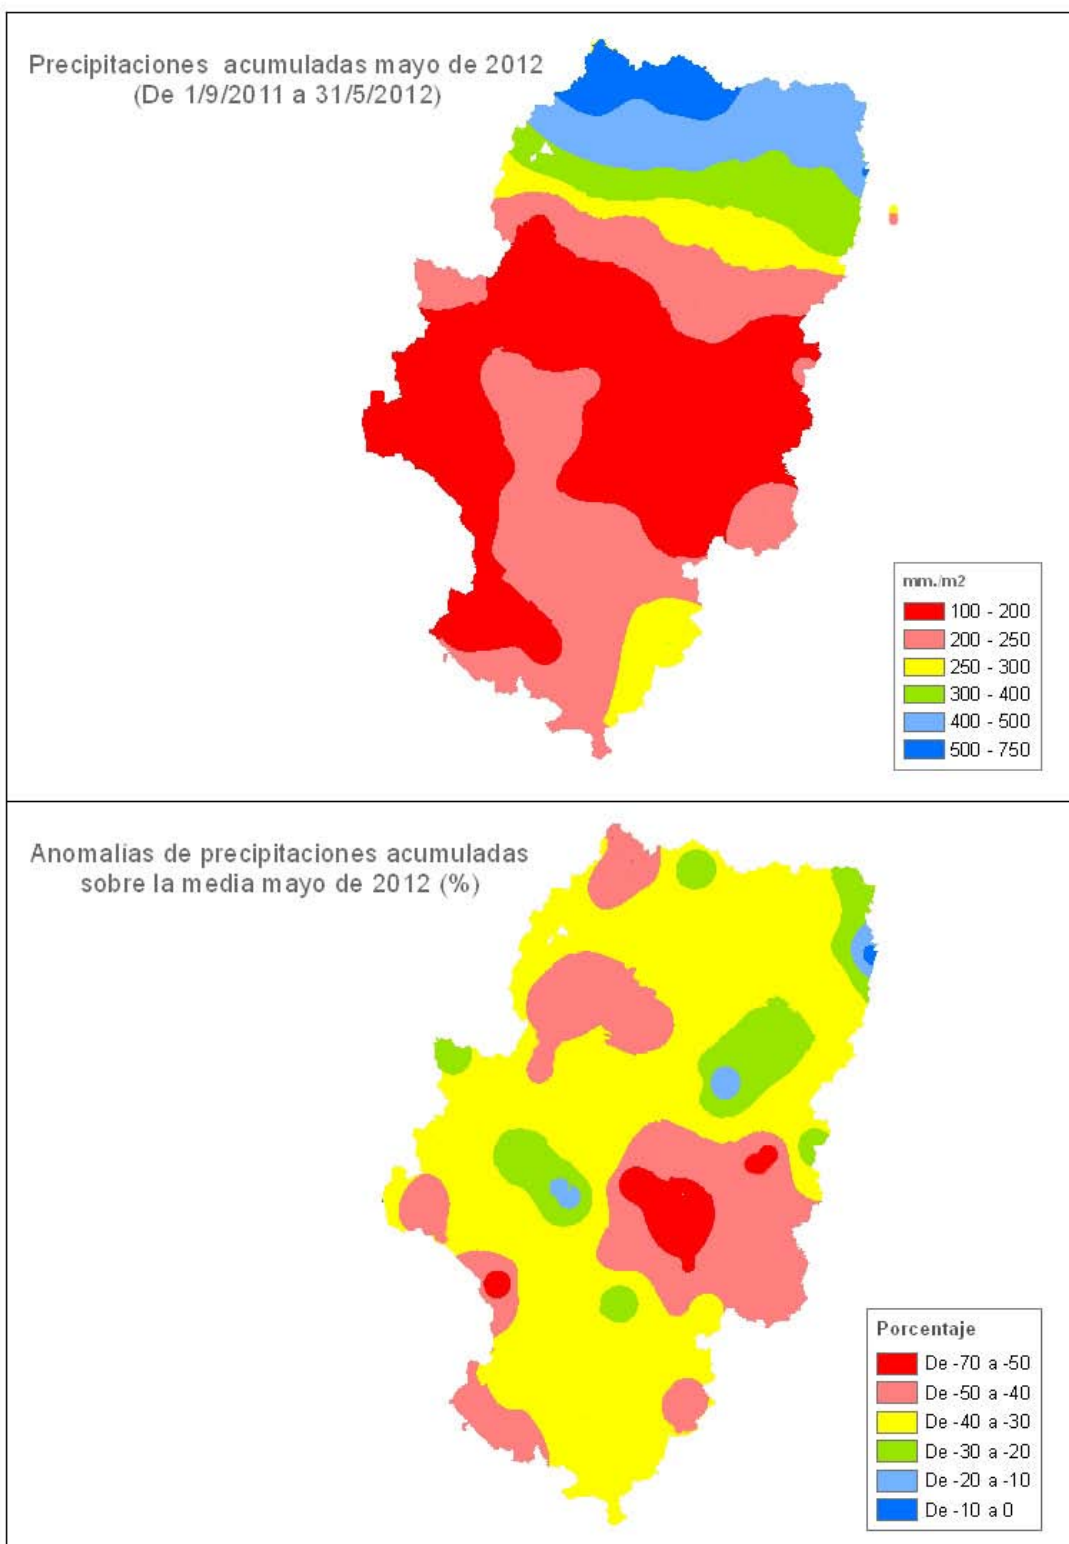 Precipitaciones acumuladas mayo de 2012
(De 1/9/2011 a 31/5/2012)
mm./m2
100 - 200
200 - 250
250 - 300
300 - 400
400 - 500
500 - 750
Anomalías de precipitaciones acumuladas
sobre la media mayo de 2012 (%)
Porcentaje
De -70 a -50
De -50 a -40
De -40 a -30
De -30 a -20
De -20 a -10
De -10 a 0